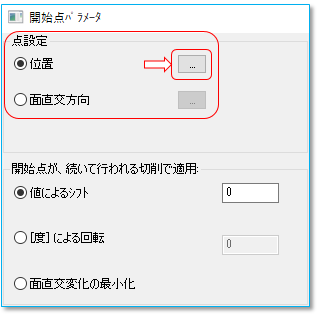 開始点ﾊﾟﾗﾒｰﾀ
点設定
位置
...
面直交方向
...
開始点が、続いて行われる切削で適用:
値によるｼﾌﾄ
0
[度] による回転
0
面直交変化の最小化